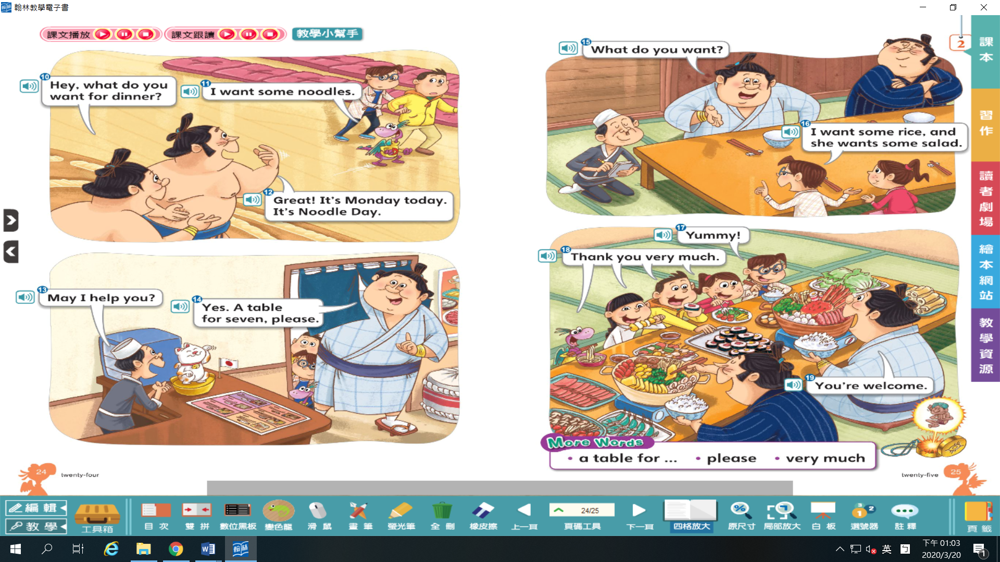 翰林教學電子書
課文播放
課文跟讀
教學小幫手
10
Hey, what do you
want for dinner?
11
I want some noodles.
12
Great! It's Monday today.
It's Noodle Day.
13
May I help you?
14
Yes. A table
for seven, please.
24
twenty-four
2
15
What do you want?
16
I want some rice, and
she wants some salad.
17
Yummy!
18
Thank you very much.
19
You're welcome.
More Words
• a table for ... • please • very much
twenty-five
25
課本
習作
讀者劇場
繪本網站
教學資源
編輯
教學
工具箱
目次
雙拼
數位黑板
變色龍
滑鼠
畫筆
螢光筆
全刪
橡皮擦
上一頁
24/25
頁碼工具
下一頁
四格放大
原尺寸
局部放大
白板
選號器
註釋
頁籤
翰林
英
下午 01:03
2020/3/20
1